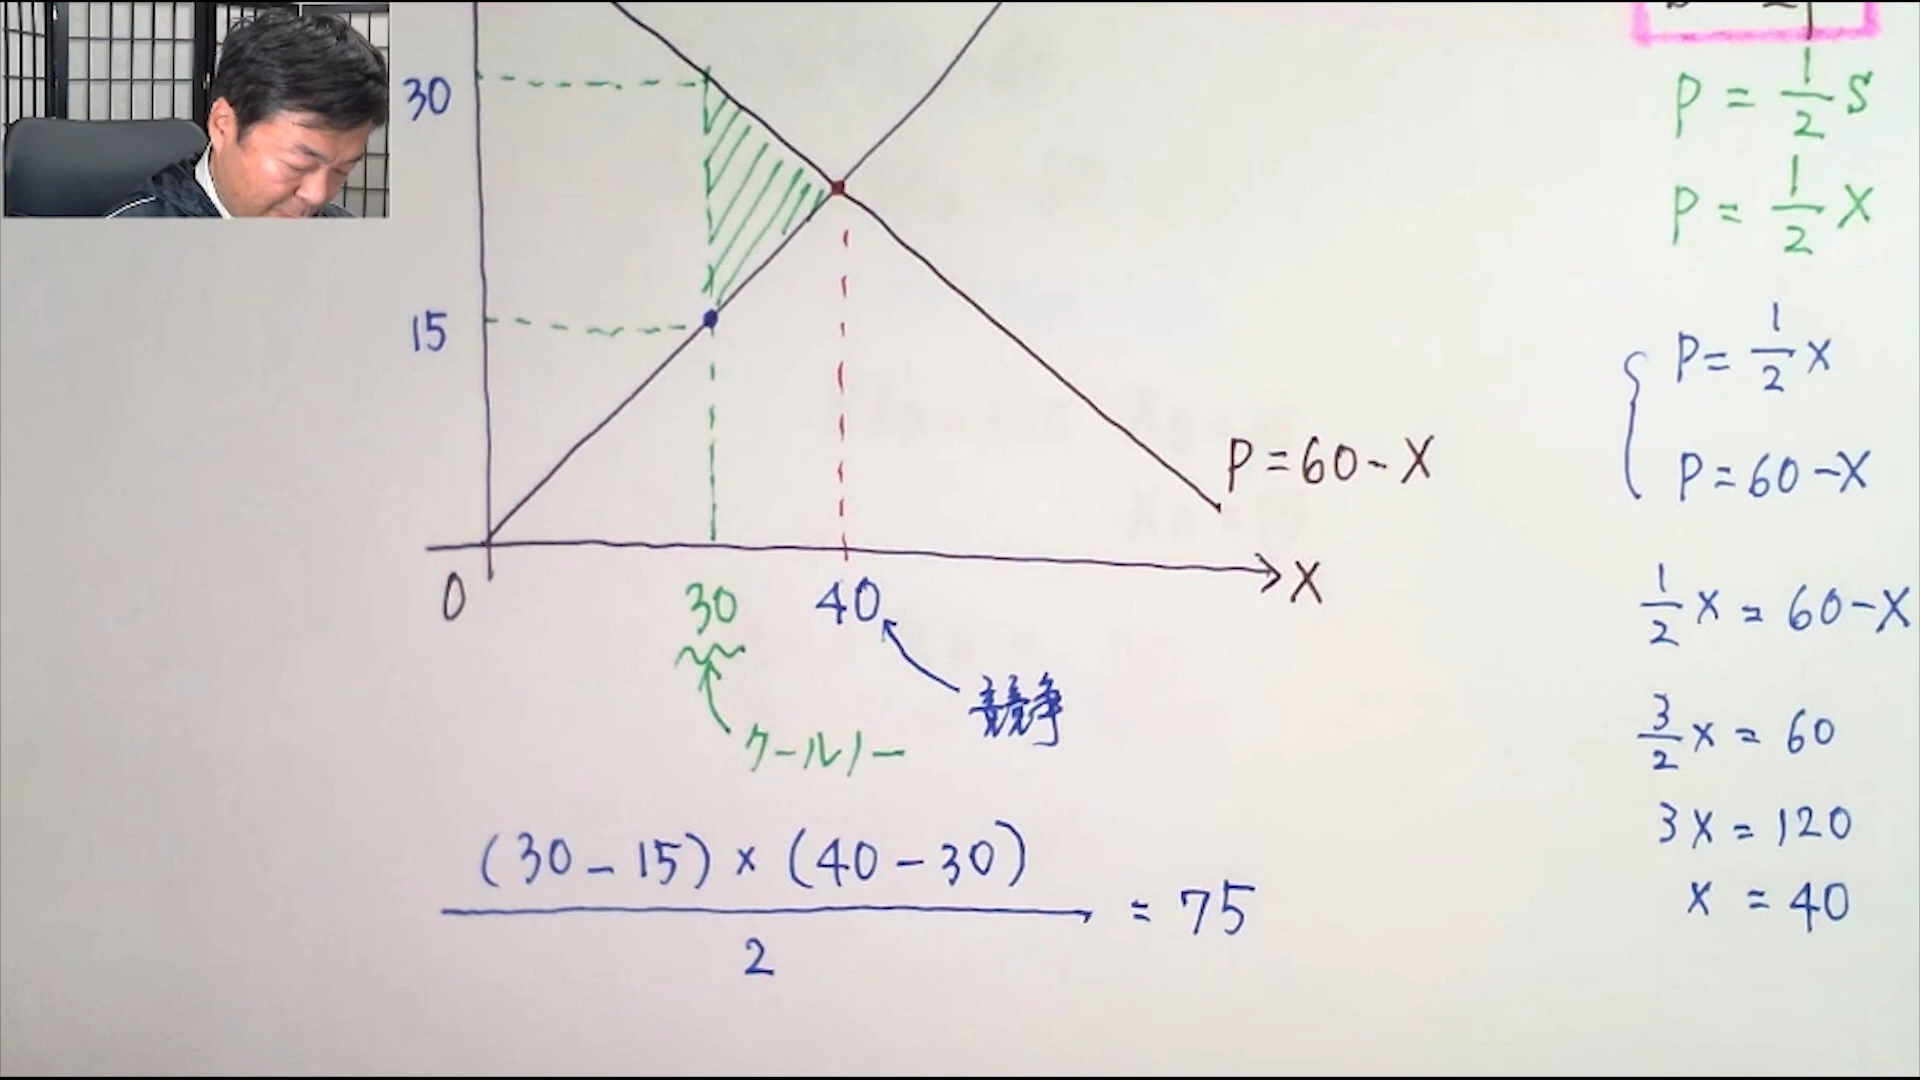 30
15
0
30
40
X
P=60-X
クールノー
競争
(30-15)×(40-30)
2
=75
P=1/2 S
P=1/2 X
P=1/2 X
P=60-X
1/2 X=60-X
3/2 X=60
3X=120
X=40